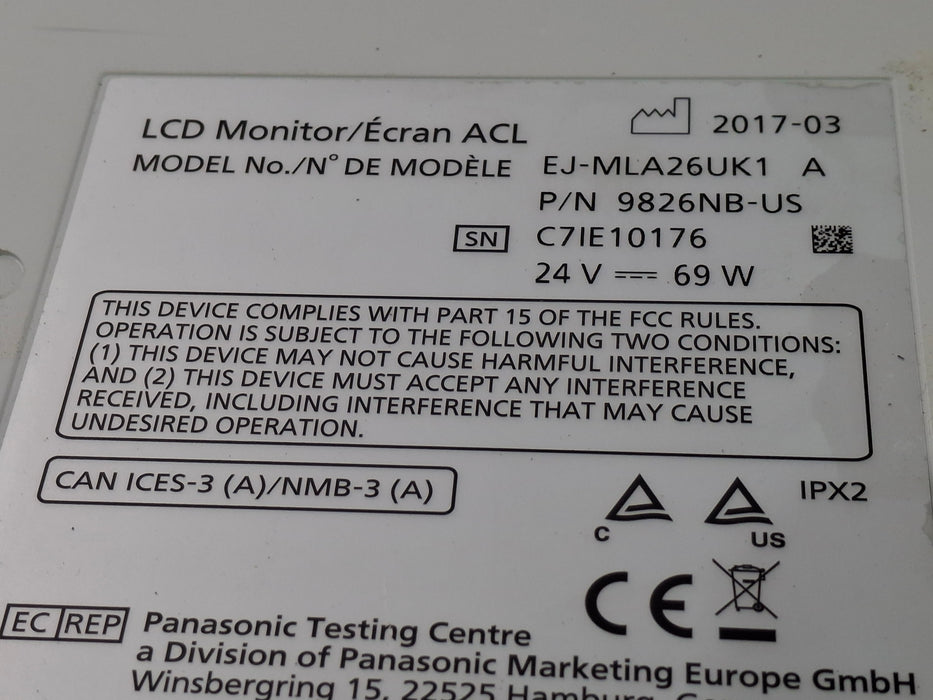 LCD Monitor/Écran ACL
2017-03
MODEL No./N° DE MODÈLE EJ-MLA26UK1 A
P/N 9826NB-US
SN C7IE10176
24 V ⎓ 69 W
THIS DEVICE COMPLIES WITH PART 15 OF THE FCC RULES.
OPERATION IS SUBJECT TO THE FOLLOWING TWO CONDITIONS:
(1) THIS DEVICE MAY NOT CAUSE HARMFUL INTERFERENCE,
AND (2) THIS DEVICE MUST ACCEPT ANY INTERFERENCE
RECEIVED, INCLUDING INTERFERENCE THAT MAY CAUSE
UNDESIRED OPERATION.
CAN ICES-3 (A)/NMB-3 (A)
IPX2
C US
CE
EC REP Panasonic Testing Centre
a Division of Panasonic Marketing Europe GmbH
Winsbergring 15, 22525 Hamburg,